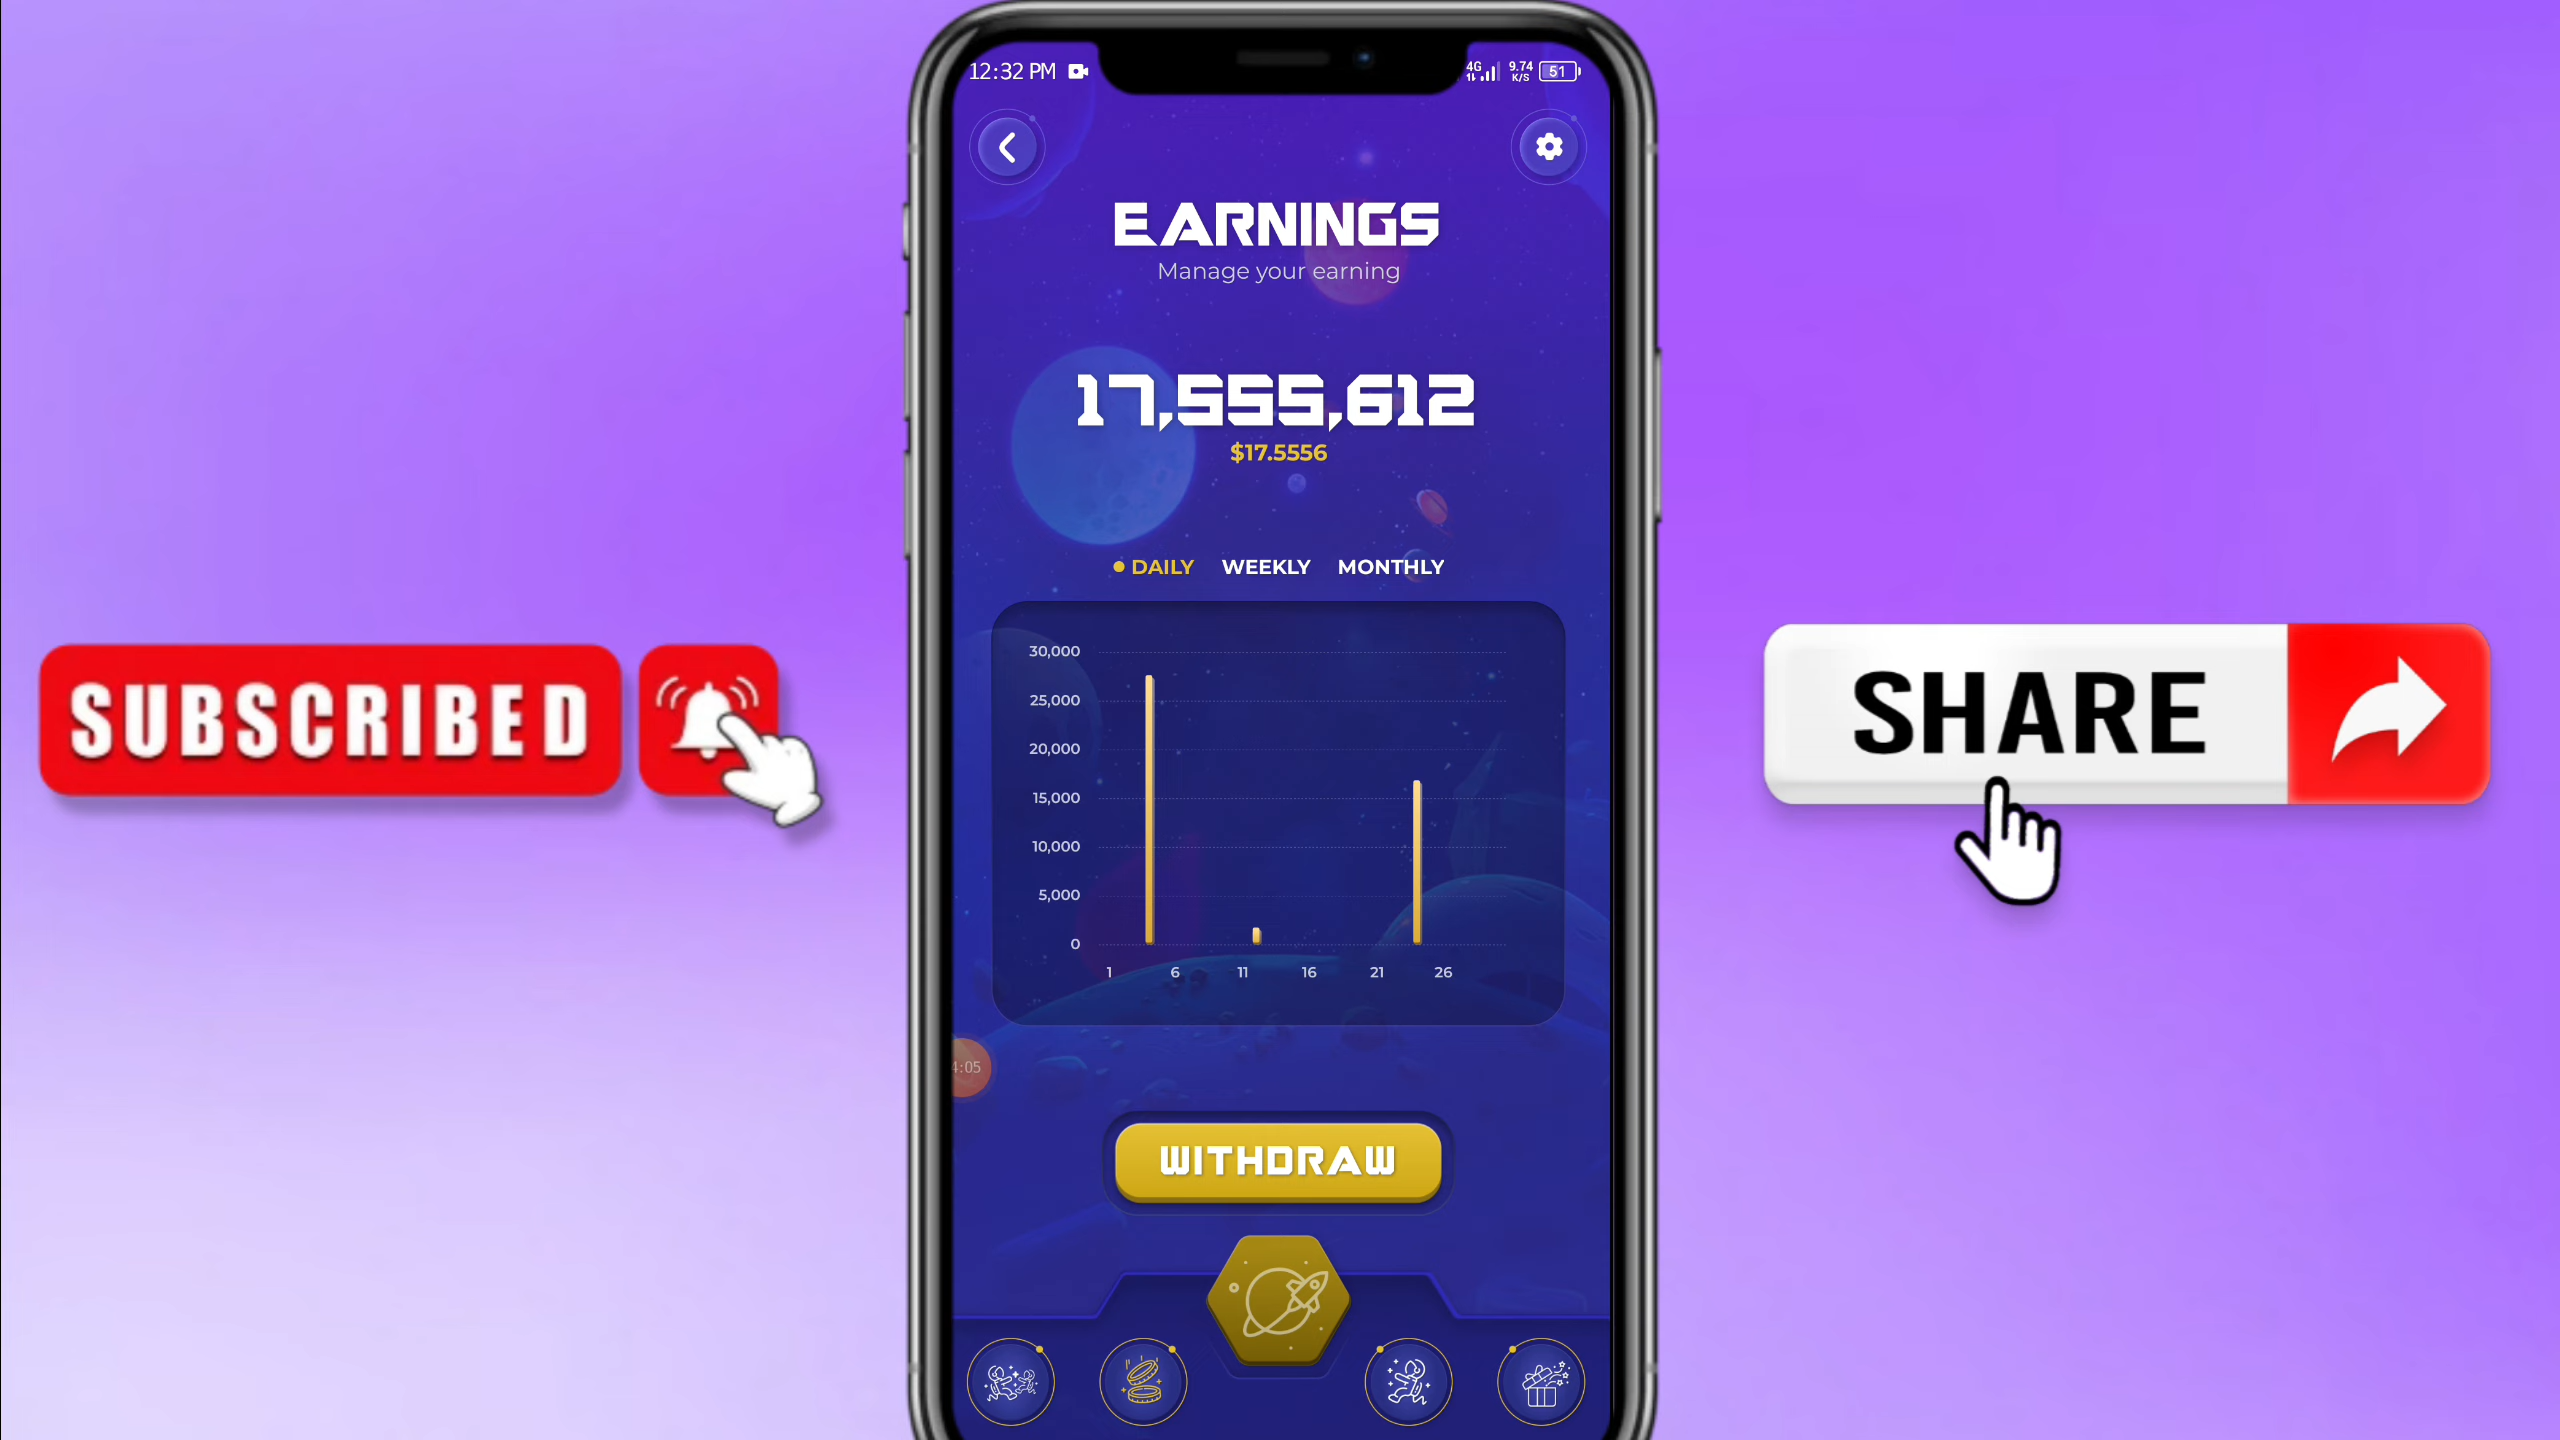 12:32 PM
4G 9.74 K/S 51
EARNINGS
Manage your earning
17,555,612
$17.5556
DAILY WEEKLY MONTHLY
30,000
25,000
20,000
15,000
10,000
5,000
0
1 6 11 16 21 26
SUBSCRIBED
SHARE
4:05
WITHDRAW